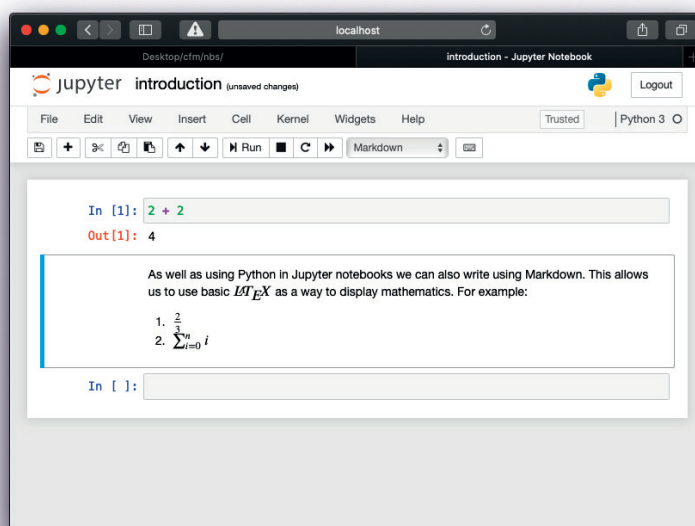 localhost
Desktop/cfm/nbs/ introduction - Jupyter Notebook
jupyter introduction (unsaved changes) Logout
File Edit View Insert Cell Kernel Widgets Help Trusted Python 3
Run Markdown
In [1]: 2 + 2
Out[1]: 4
As well as using Python in Jupyter notebooks we can also write using Markdown. This allows
us to use basic LATEX as a way to display mathematics. For example:
1. 2/3
2. ∑ⁿᵢ₌₀ i
In [ ]: